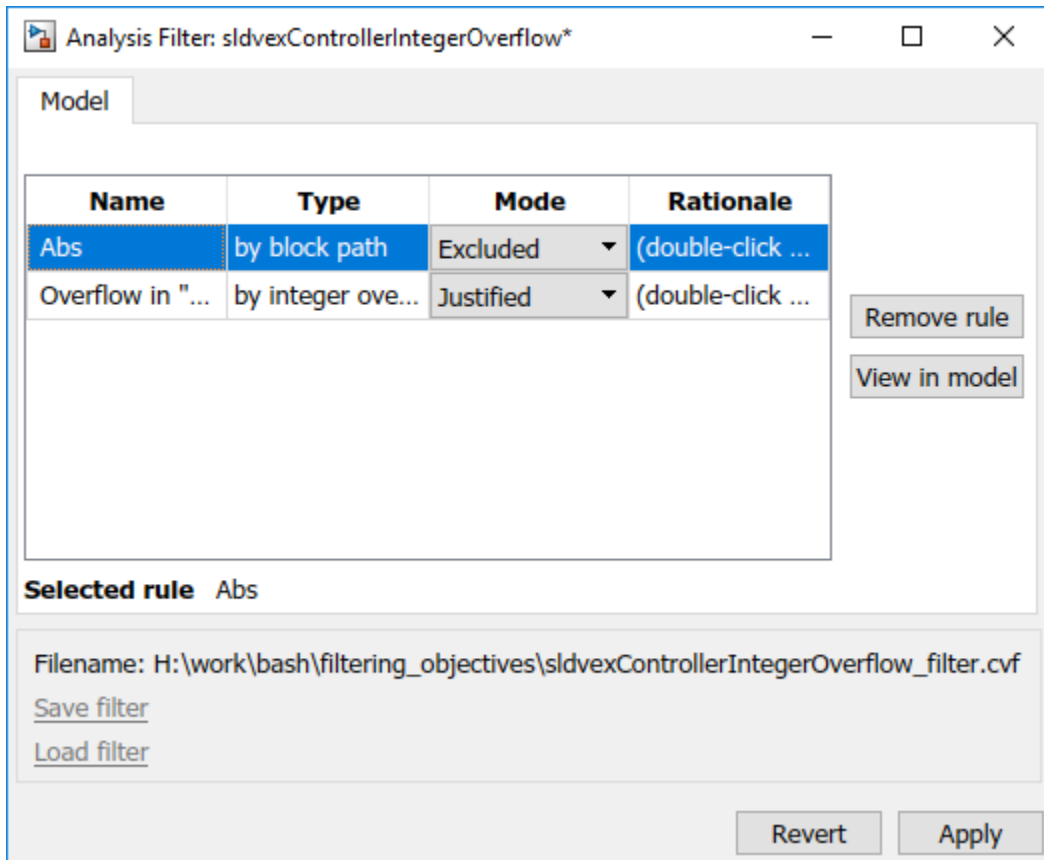 Analysis Filter: sldvexControllerIntegerOverflow*
Model
Name Type Mode Rationale
Abs by block path Excluded (double-click ...
Overflow in "... by integer ove... Justified (double-click ...
Remove rule
View in model
Selected rule Abs
Filename: H:\work\bash\filtering_objectives\sldvexControllerIntegerOverflow_filter.cvf
Save filter
Load filter
Revert Apply